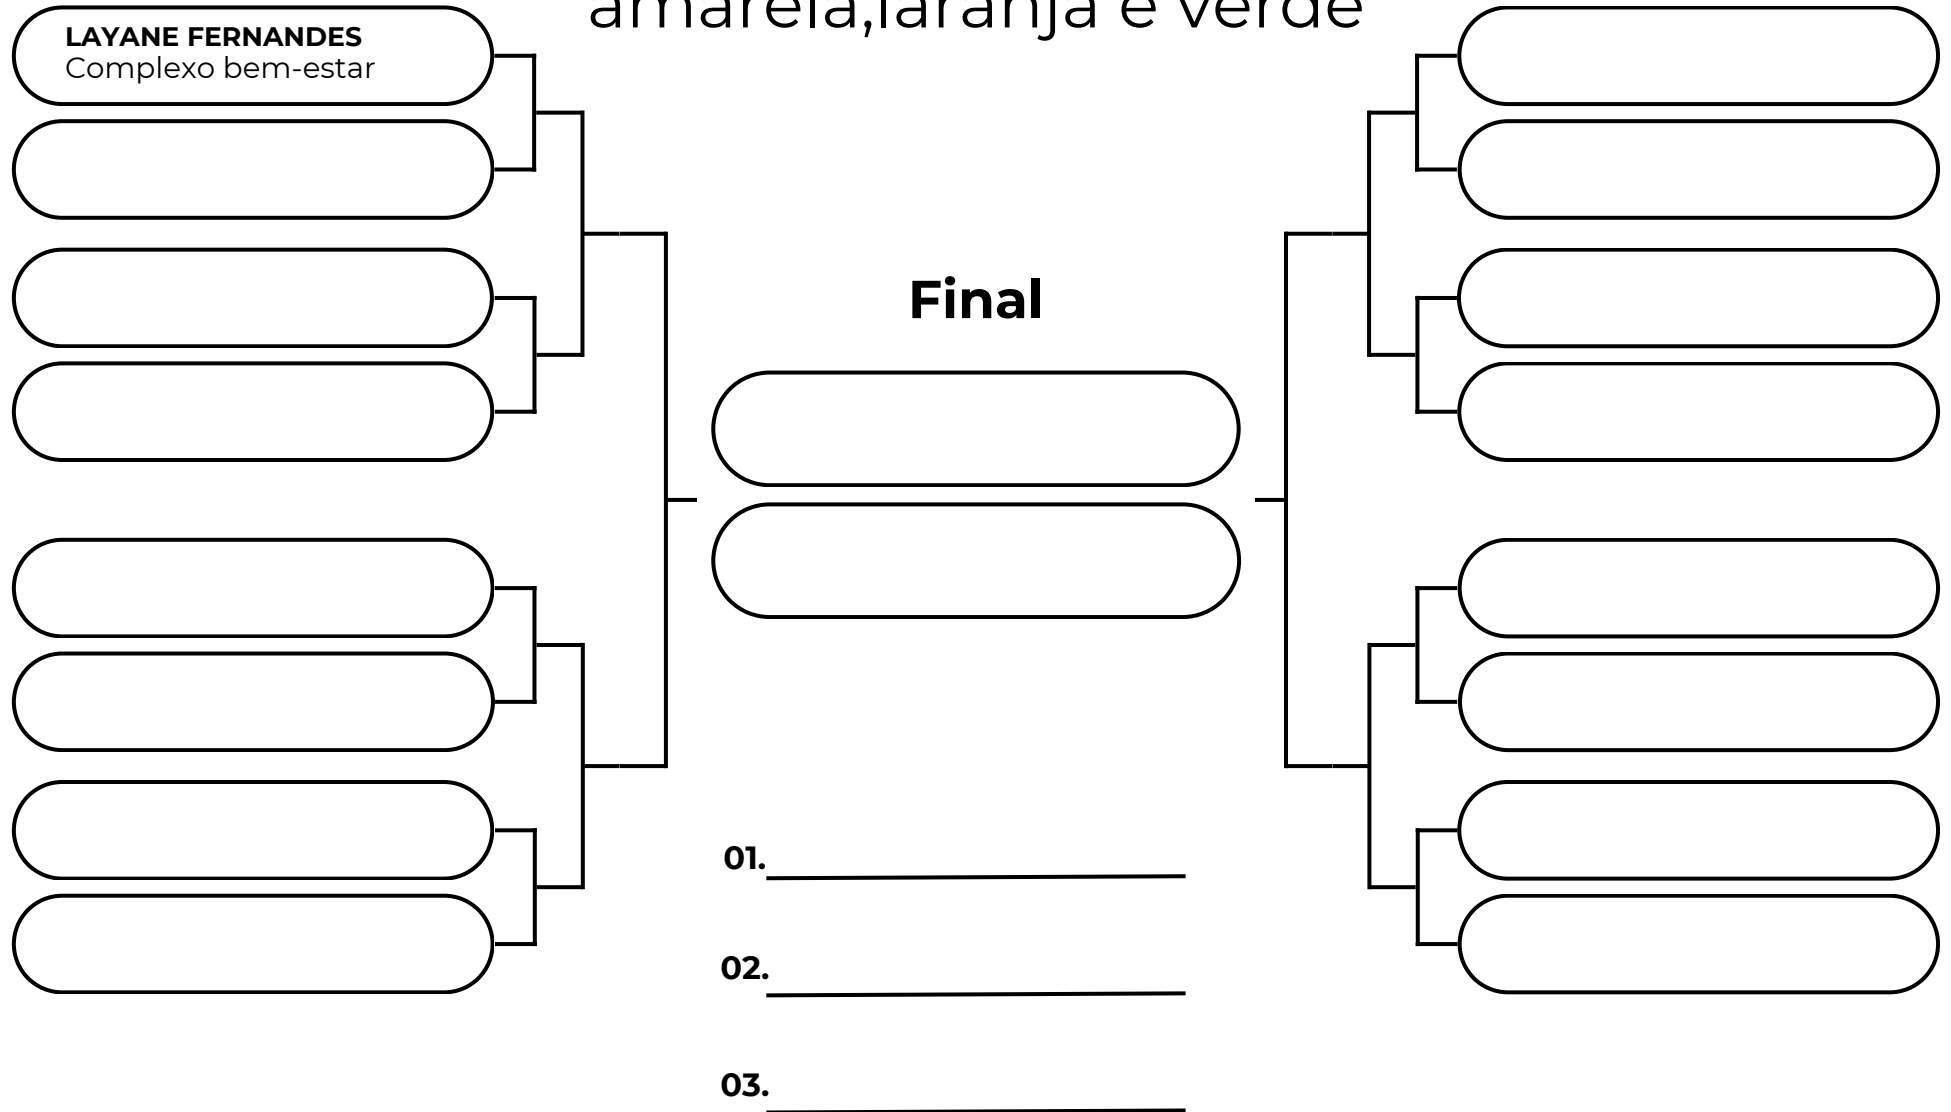 amarela,laranja e verde
LAYANE FERNANDES
Complexo bem-estar
Final
01.
02.
03.